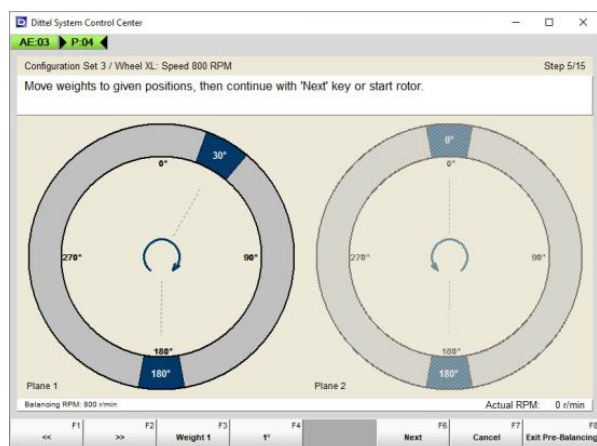 Dittel System Control Center
AE:03 P:04
Configuration Set 3 / Wheel XL: Speed 800 RPM Step 5/15
Move weights to given positions, then continue with 'Next' key or start rotor.
30° 0°
0° 0°
270° 90° 270° 90°
180° 180°
180° 180°
Plane 1 Plane 2
Balancing RPM: 800 r/min Actual RPM: 0 r/min
F1 F2 F3 F4 F6 F7 F8
<< >> Weight 1 1° Next Cancel Exit Pre-Balancing